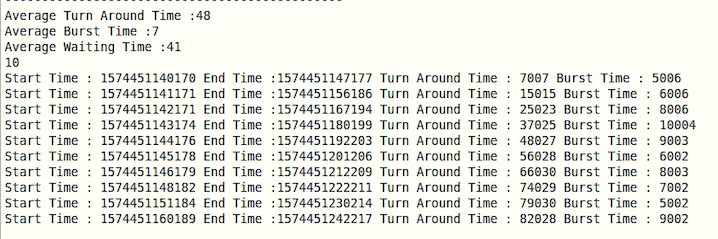 ------------------------------------------------
Average Turn Around Time :48
Average Burst Time :7
Average Waiting Time :41
10
Start Time : 1574451140170 End Time :1574451147177 Turn Around Time : 7007 Burst Time : 5006
Start Time : 1574451141171 End Time :1574451156186 Turn Around Time : 15015 Burst Time : 6006
Start Time : 1574451142171 End Time :1574451167194 Turn Around Time : 25023 Burst Time : 8006
Start Time : 1574451143174 End Time :1574451180199 Turn Around Time : 37025 Burst Time : 10004
Start Time : 1574451144176 End Time :1574451192203 Turn Around Time : 48027 Burst Time : 9003
Start Time : 1574451145178 End Time :1574451201206 Turn Around Time : 56028 Burst Time : 6002
Start Time : 1574451146179 End Time :1574451212209 Turn Around Time : 66030 Burst Time : 8003
Start Time : 1574451148182 End Time :1574451222211 Turn Around Time : 74029 Burst Time : 7002
Start Time : 1574451151184 End Time :1574451230214 Turn Around Time : 79030 Burst Time : 5002
Start Time : 1574451160189 End Time :1574451242217 Turn Around Time : 82028 Burst Time : 9002